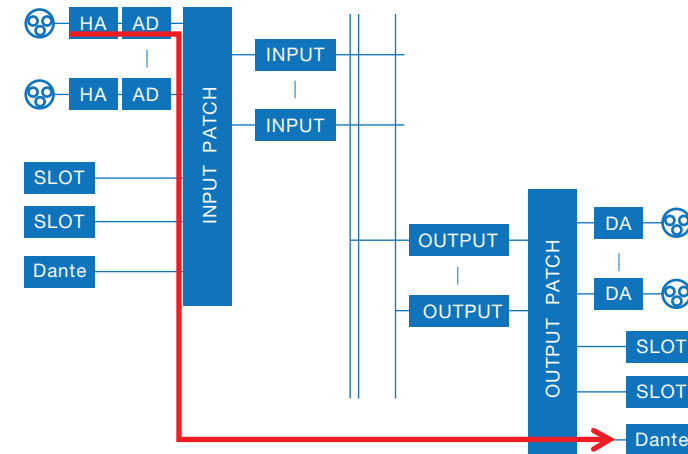 HA AD
INPUT
HA AD
INPUT
INPUT PATCH
SLOT
SLOT
Dante
OUTPUT
OUTPUT
OUTPUT PATCH
DA
DA
SLOT
SLOT
Dante